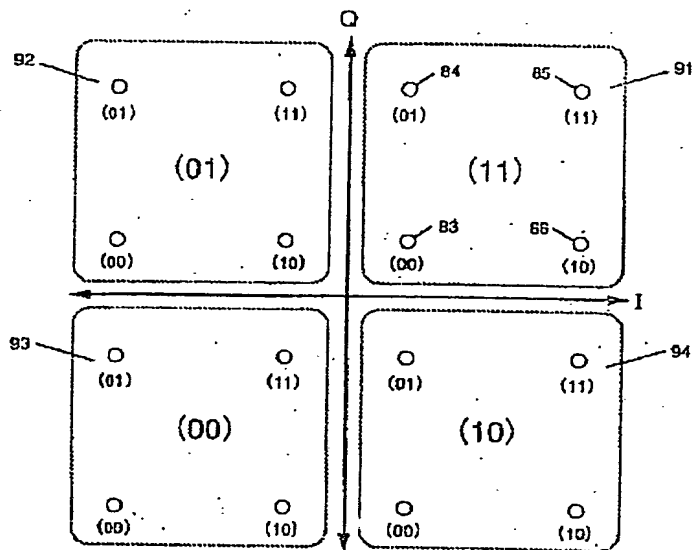 Q
92 84 85 91
(01) (11) (01) (11)
(01) (11)
83 86
(00) (10) (00) (10)
I
93 94
(01) (11) (01) (11)
(00) (10)
(00) (10) (00) (10)